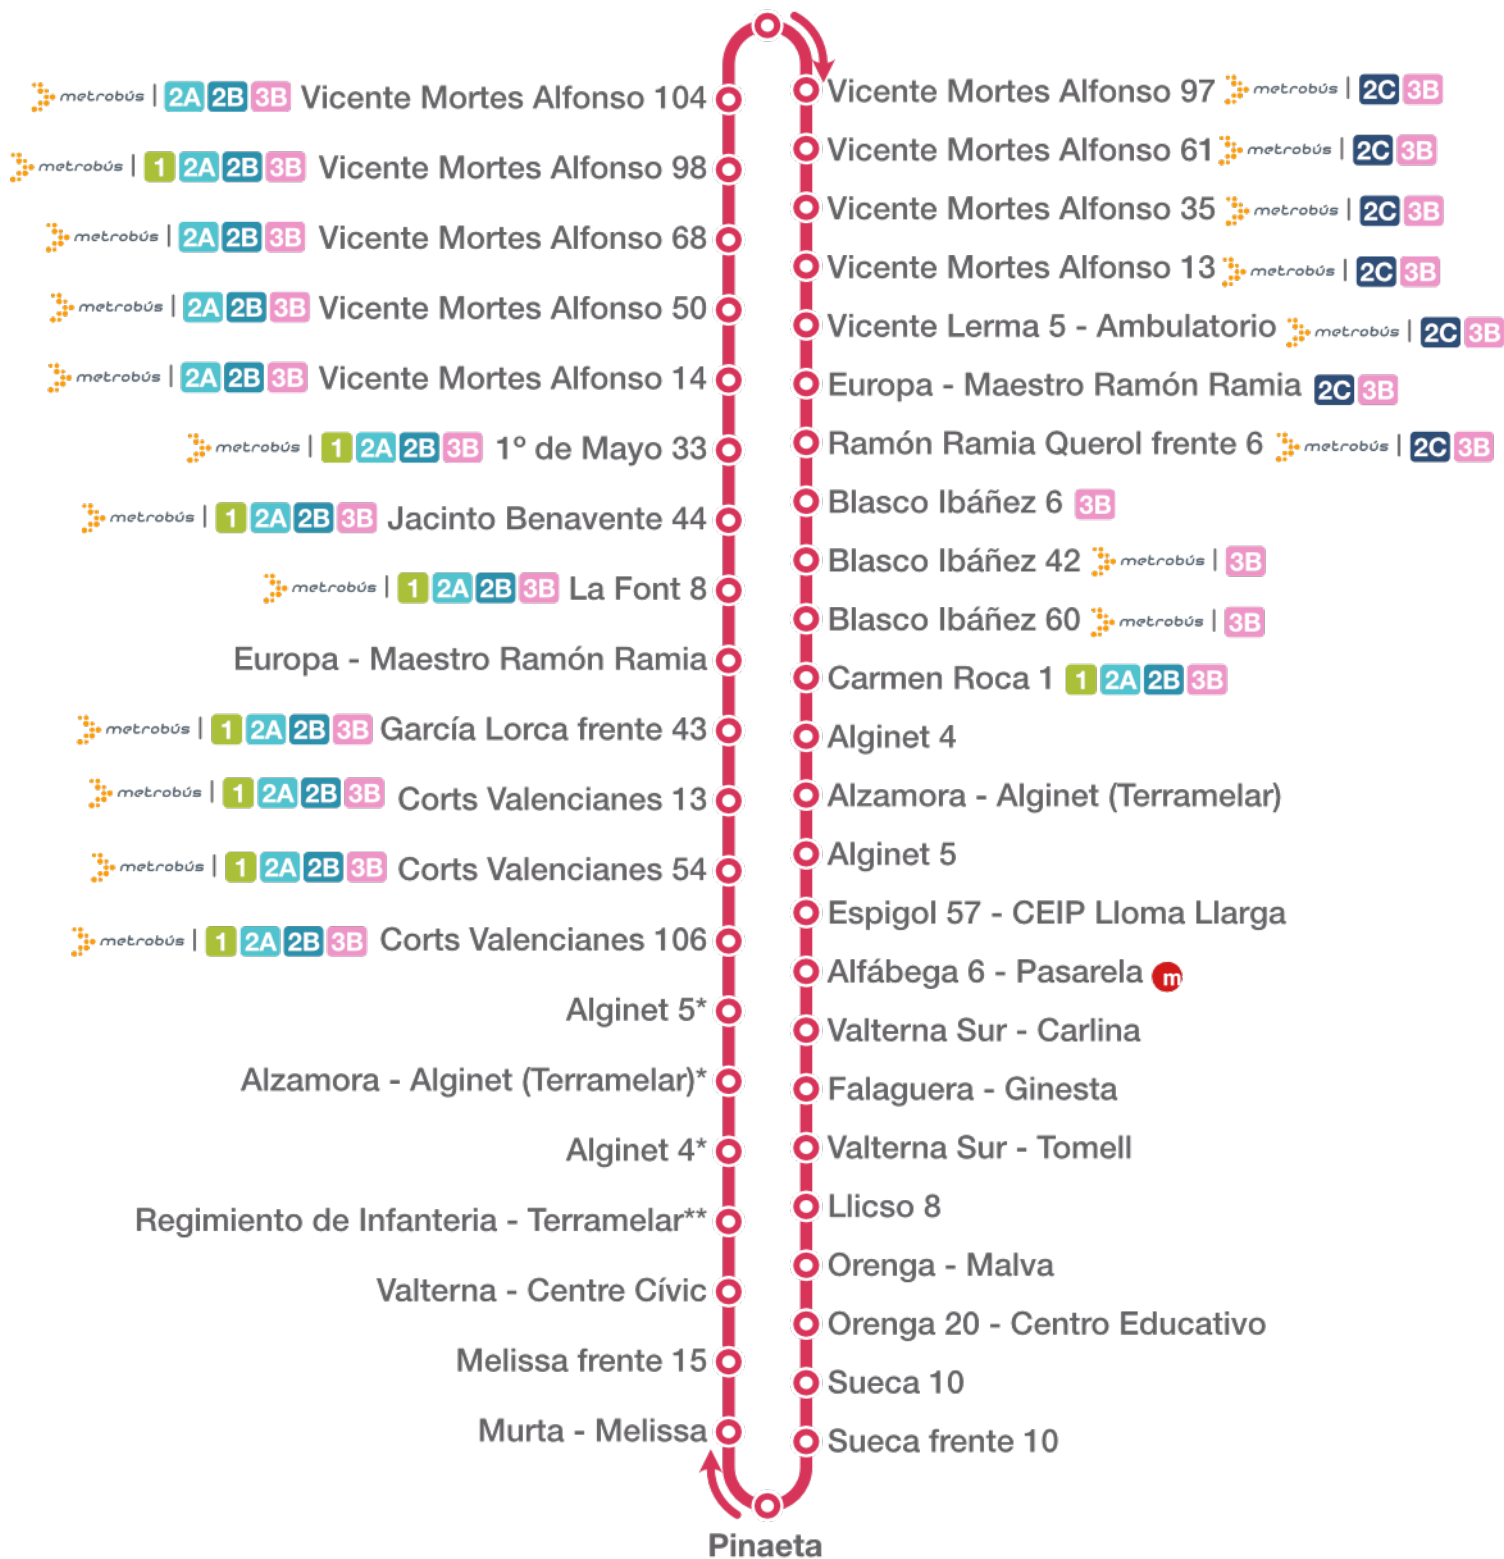 metrobús | 2A 2B 3B Vicente Mortes Alfonso 104
metrobús | 1 2A 2B 3B Vicente Mortes Alfonso 98
metrobús | 2A 2B 3B Vicente Mortes Alfonso 68
metrobús | 2A 2B 3B Vicente Mortes Alfonso 50
metrobús | 2A 2B 3B Vicente Mortes Alfonso 14
metrobús | 1 2A 2B 3B 1º de Mayo 33
metrobús | 1 2A 2B 3B Jacinto Benavente 44
metrobús | 1 2A 2B 3B La Font 8
Europa - Maestro Ramón Ramia
metrobús | 1 2A 2B 3B García Lorca frente 43
metrobús | 1 2A 2B 3B Corts Valencianes 13
metrobús | 1 2A 2B 3B Corts Valencianes 54
metrobús | 1 2A 2B 3B Corts Valencianes 106
Alginet 5*
Alzamora - Alginet (Terramelar)*
Alginet 4*
Regimiento de Infanteria - Terramelar**
Valterna - Centre Cívic
Melissa frente 15
Murta - Melissa
Vicente Mortes Alfonso 97 metrobús | 2C 3B
Vicente Mortes Alfonso 61 metrobús | 2C 3B
Vicente Mortes Alfonso 35 metrobús | 2C 3B
Vicente Mortes Alfonso 13 metrobús | 2C 3B
Vicente Lerma 5 - Ambulatorio metrobús | 2C 3B
Europa - Maestro Ramón Ramia 2C 3B
Ramón Ramia Querol frente 6 metrobús | 2C 3B
Blasco Ibáñez 6 3B
Blasco Ibáñez 42 metrobús | 3B
Blasco Ibáñez 60 metrobús | 3B
Carmen Roca 1 1 2A 2B 3B
Alginet 4
Alzamora - Alginet (Terramelar)
Alginet 5
Espigol 57 - CEIP Lloma Llarga
Alfábega 6 - Pasarela m
Valterna Sur - Carlina
Falaguera - Ginesta
Valterna Sur - Tomell
Llicso 8
Orenga - Malva
Orenga 20 - Centro Educativo
Sueca 10
Sueca frente 10
Pinaeta